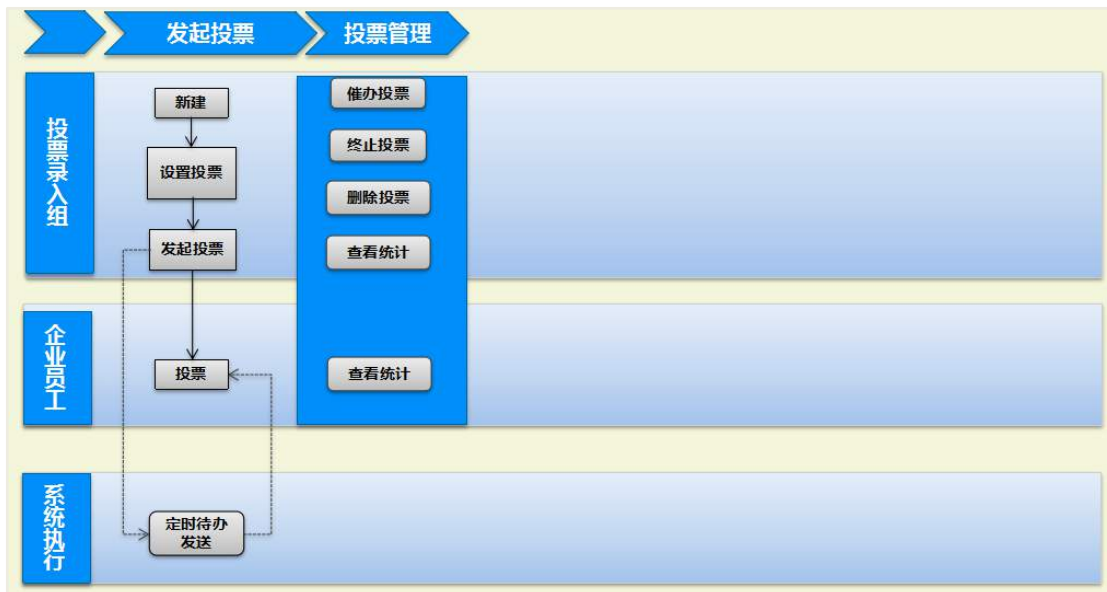 发起投票
投票管理
投票录入组
新建
设置投票
发起投票
催办投票
终止投票
删除投票
查看统计
企业员工
投票
查看统计
系统执行
定时待办
发送